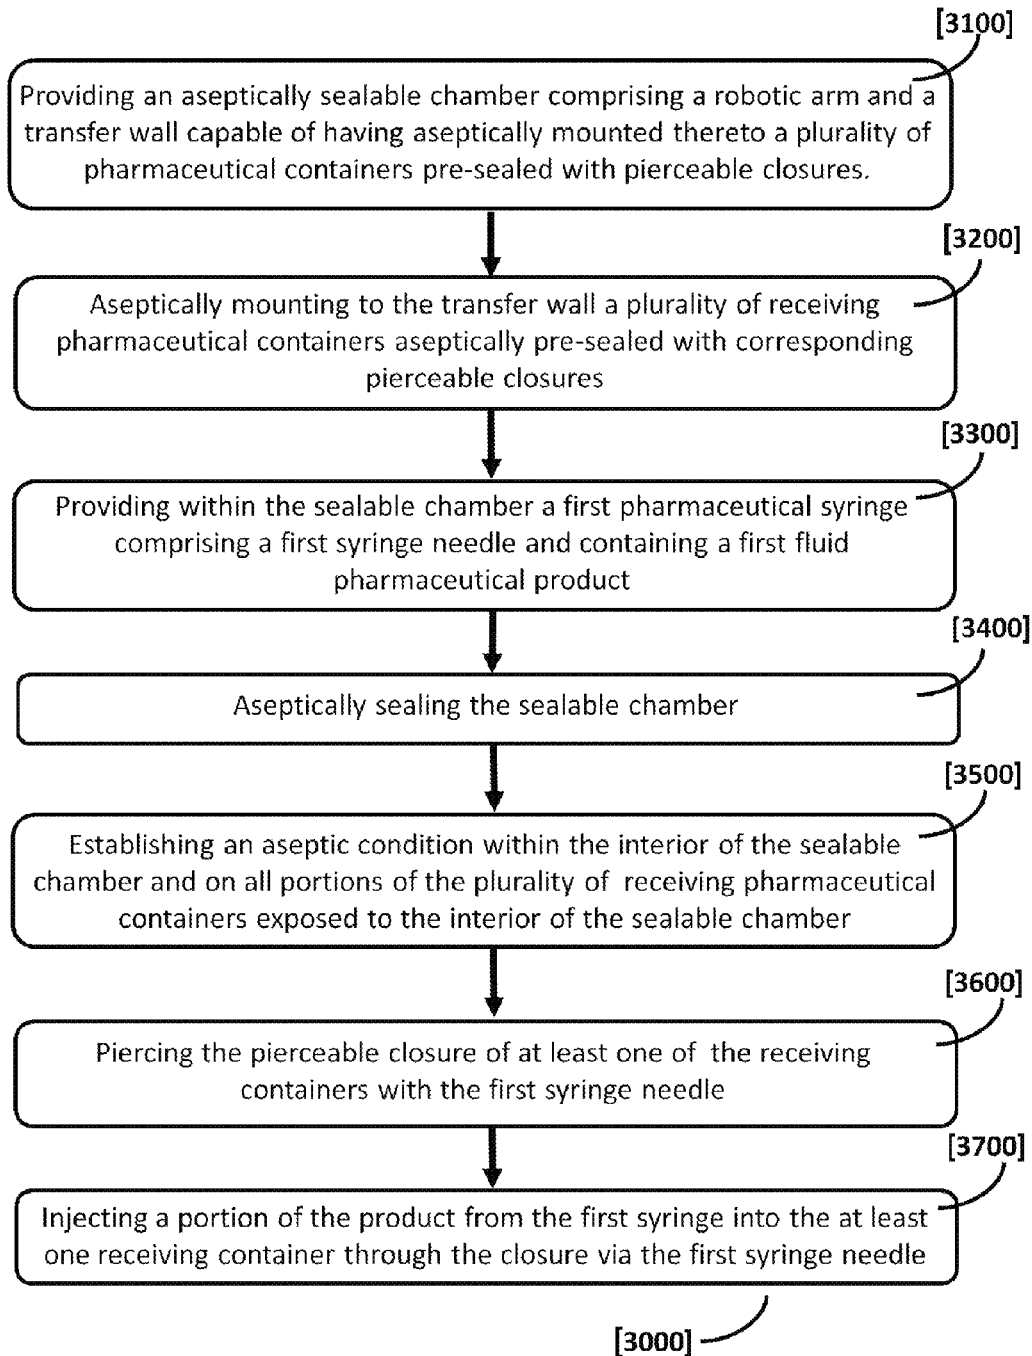 [3100]
Providing an aseptically sealable chamber comprising a robotic arm and a
transfer wall capable of having aseptically mounted thereto a plurality of
pharmaceutical containers pre-sealed with pierceable closures.
[3200]
Aseptically mounting to the transfer wall a plurality of receiving
pharmaceutical containers aseptically pre-sealed with corresponding
pierceable closures
[3300]
Providing within the sealable chamber a first pharmaceutical syringe
comprising a first syringe needle and containing a first fluid
pharmaceutical product
[3400]
Aseptically sealing the sealable chamber
[3500]
Establishing an aseptic condition within the interior of the sealable
chamber and on all portions of the plurality of receiving pharmaceutical
containers exposed to the interior of the sealable chamber
[3600]
Piercing the pierceable closure of at least one of the receiving
containers with the first syringe needle
[3700]
Injecting a portion of the product from the first syringe into the at least
one receiving container through the closure via the first syringe needle
[3000]